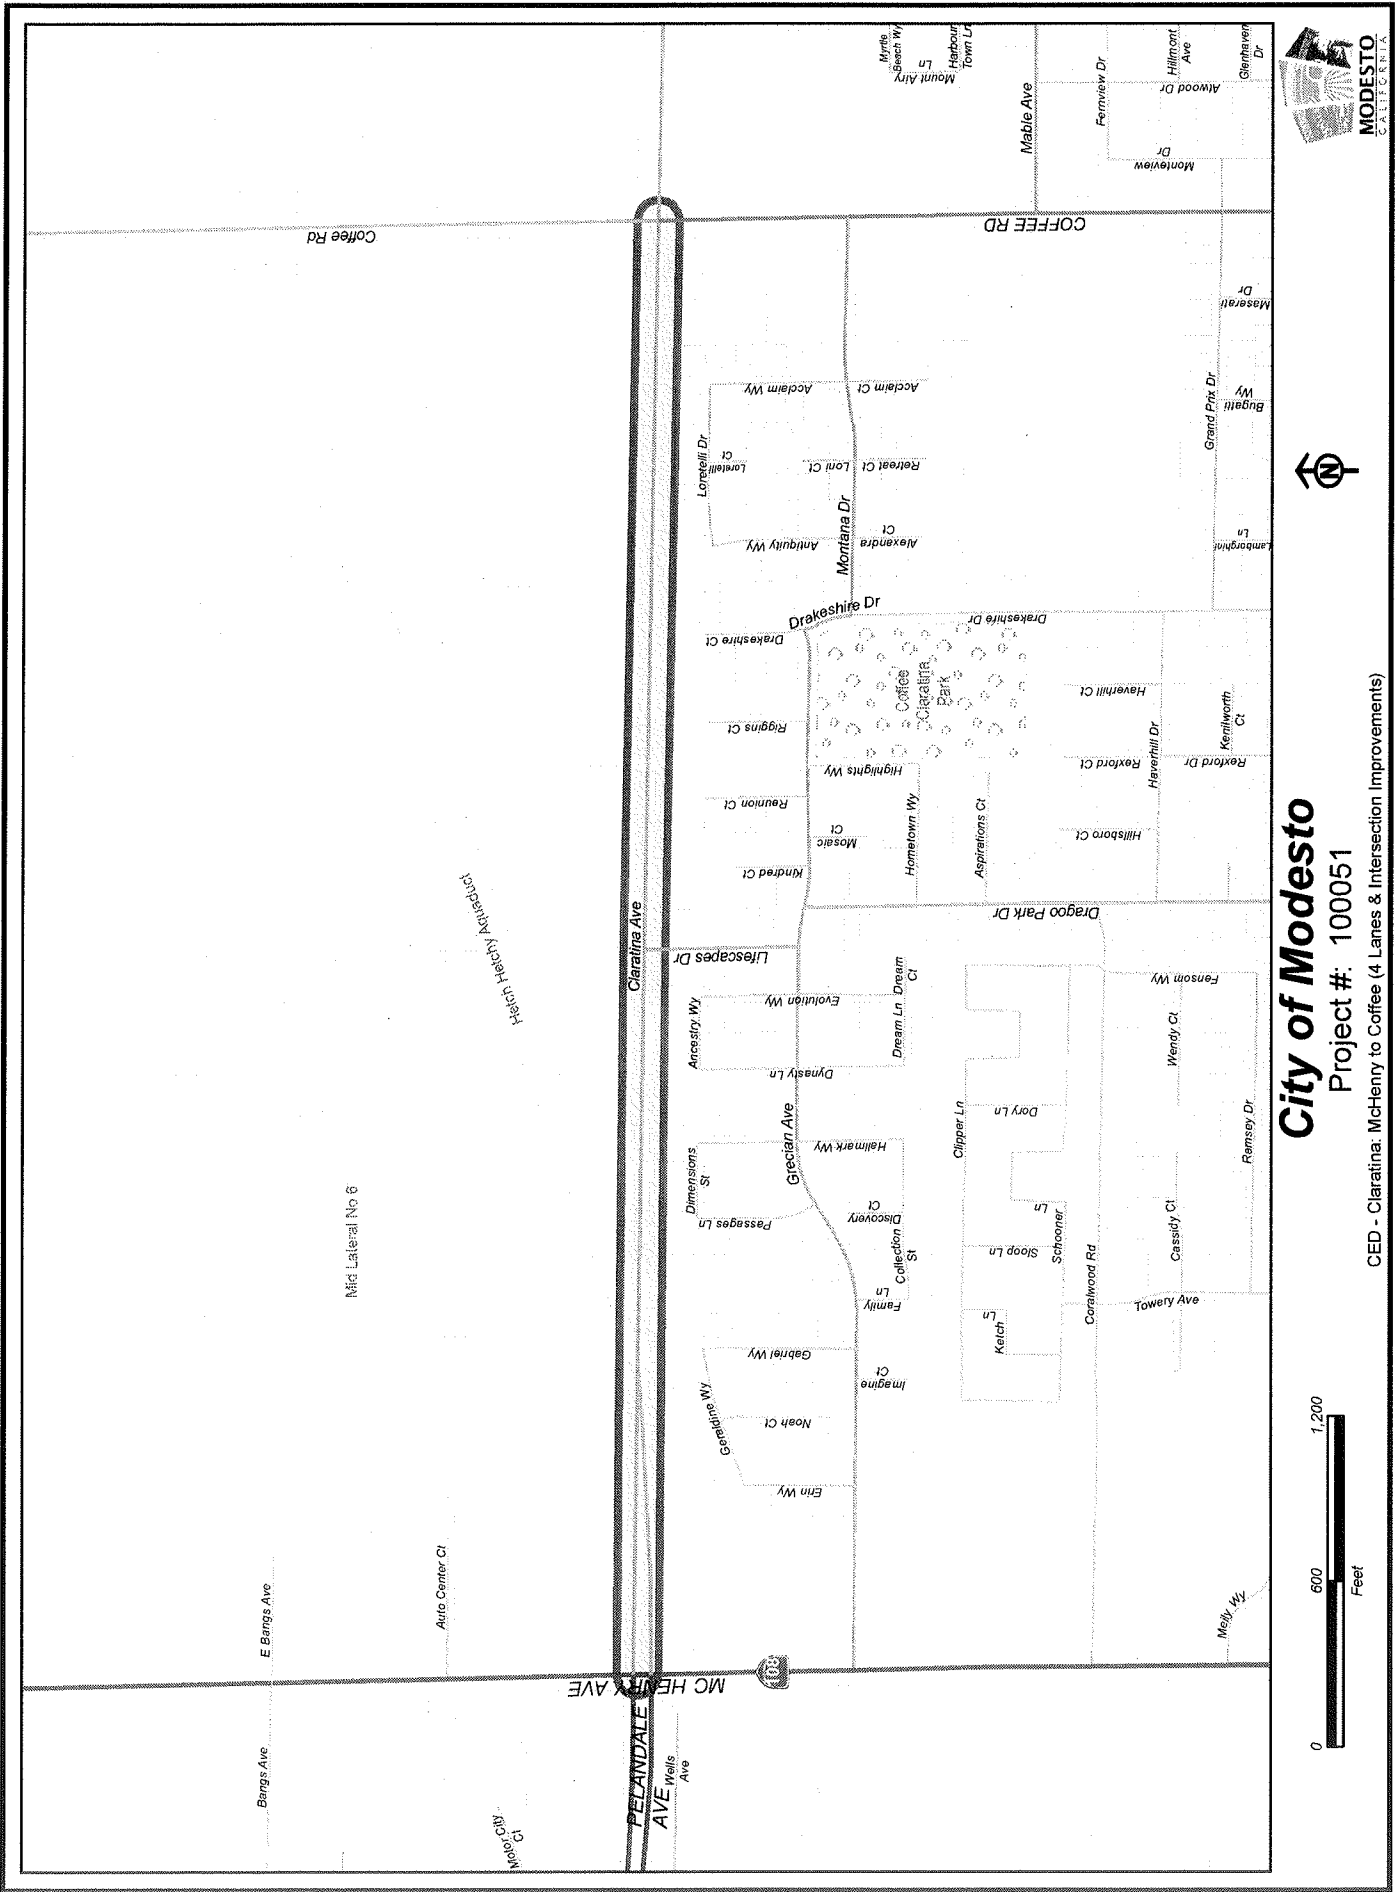 Bangs Ave
E Bangs Ave
Mid Lateral No 6
Coffee Rd
Auto Center Ct
Motor City
Ct
Hetch Hetchy Aquaduct
PELANDALE
AVE
Wells
Ave
MC HENRY AVE
108
Claratina Ave
Geraldine Wy
Erin Wy
Noah Ct
Gabriel Wy
Imagine
Ct
Family
Ln
Collection
St
Discovery
Ct
Passages Ln
Dimensions
St
Hallmark Wy
Grecian Ave
Dynasty Ln
Ancestry Wy
Evolution Wy
Dream Ln
Dream
Ct
Lifescapes Dr
Kindred Ct
Mosaic
Ct
Reunion Ct
Riggins Ct
Highlights Wy
Hometown Wy
Aspirations Ct
Dragoo Park Dr
Drakeshire Ct
Drakeshire Dr
Drakeshire Dr
Coffee
Claratina
Park
Antiquity Wy
Loretelli Dr
Loretelli
Ct
Loni Ct
Retreat Ct
Acclaim Wy
Acclaim Ct
Alexandra
Ct
Montana Dr
COFFEE RD
Mable Ave
Myrtle
Beach Wy
Mount Airy
Ln
Harbour
Town Ln
Fernview Dr
Monteview
Dr
Atwood Dr
Hillmont
Ave
Glenhaven
Dr
Clipper Ln
Ketch
Ln
Sloop Ln
Schooner
Ln
Dory Ln
Coralwood Rd
Towery Ave
Cassidy Ct
Wendy Ct
Fensom Wy
Ramsey Dr
Melly Wy
Hillsboro Ct
Rexford Ct
Haverhill Ct
Haverhill Dr
Rexford Dr
Kenilworth
Ct
Grand Prix Dr
Lamborghini
Ln
Bugatti
Wy
Maserati
Dr
0 600 1,200
Feet
City of Modesto
Project #: 100051
CED - Claratina: McHenry to Coffee (4 Lanes & Intersection Improvements)
N
MODESTO
CALIFORNIA